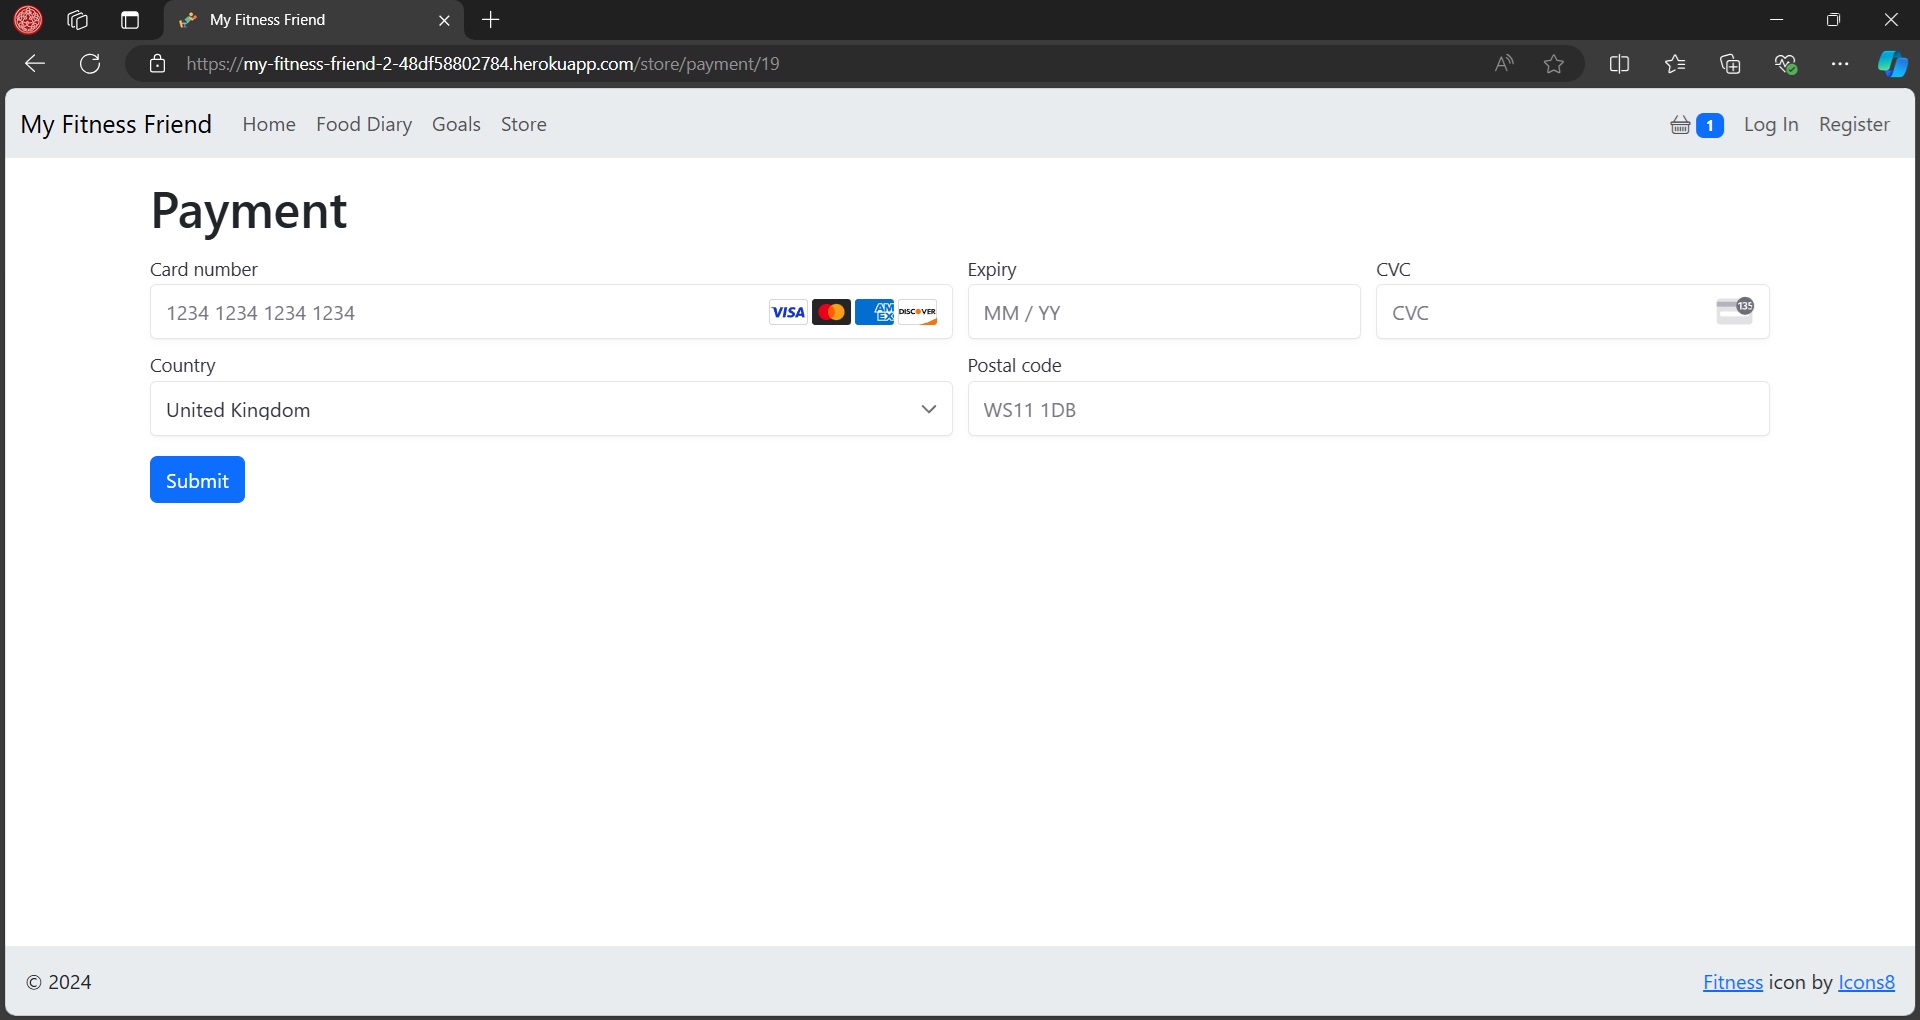 My Fitness Friend
https://my-fitness-friend-2-48df58802784.herokuapp.com/store/payment/19
My Fitness Friend Home Food Diary Goals Store 1 Log In Register
Payment
Card number Expiry CVC
1234 1234 1234 1234 VISA AM EX DISCOVER MM / YY CVC 135
Country Postal code
United Kingdom WS11 1DB
Submit
© 2024 Fitness icon by Icons8